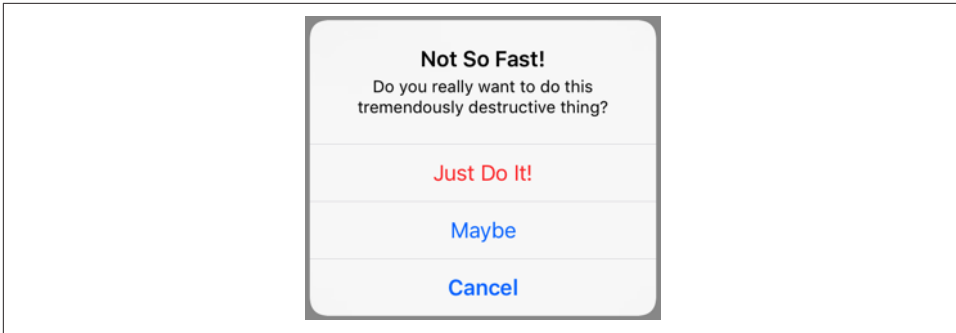 Not So Fast!
Do you really want to do this
tremendously destructive thing?
Just Do It!
Maybe
Cancel